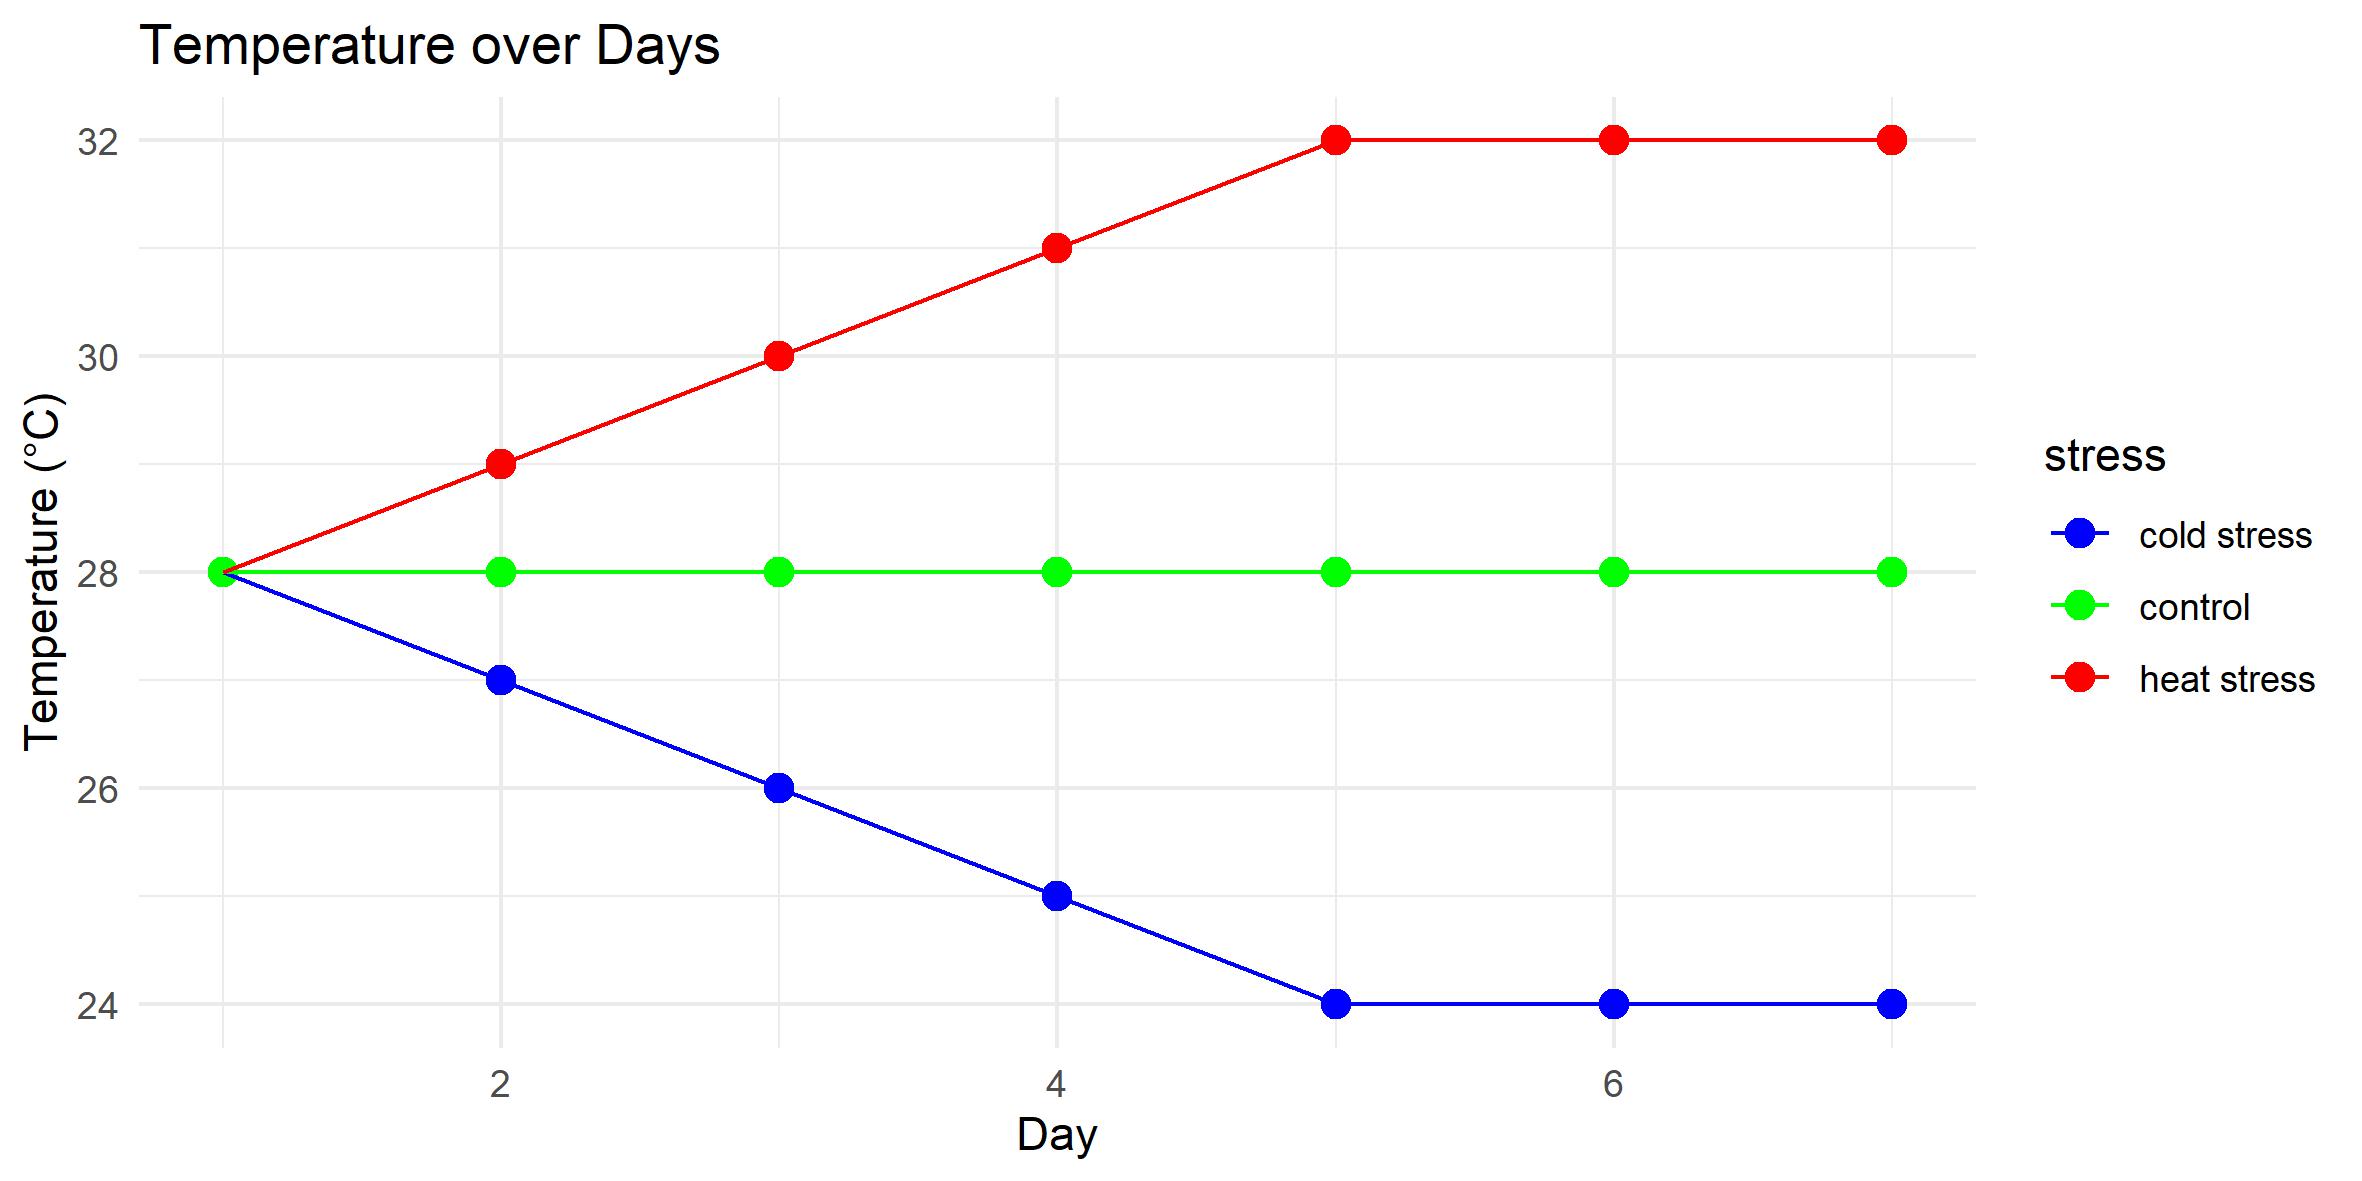 Temperature over Days
32
30
28
26
24
Temperature (°C)
2
4
6
Day
stress
cold stress
control
heat stress